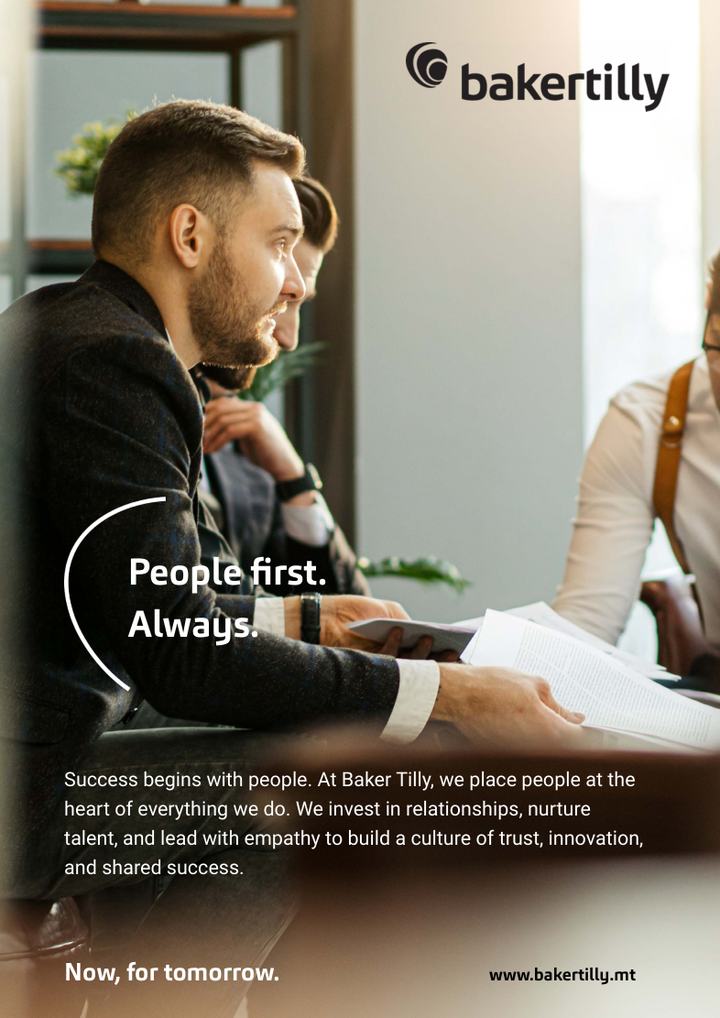 bakertilly
People first.
Always.
Success begins with people. At Baker Tilly, we place people at the
heart of everything we do. We invest in relationships, nurture
talent, and lead with empathy to build a culture of trust, innovation,
and shared success.
Now, for tomorrow.
www.bakertilly.mt